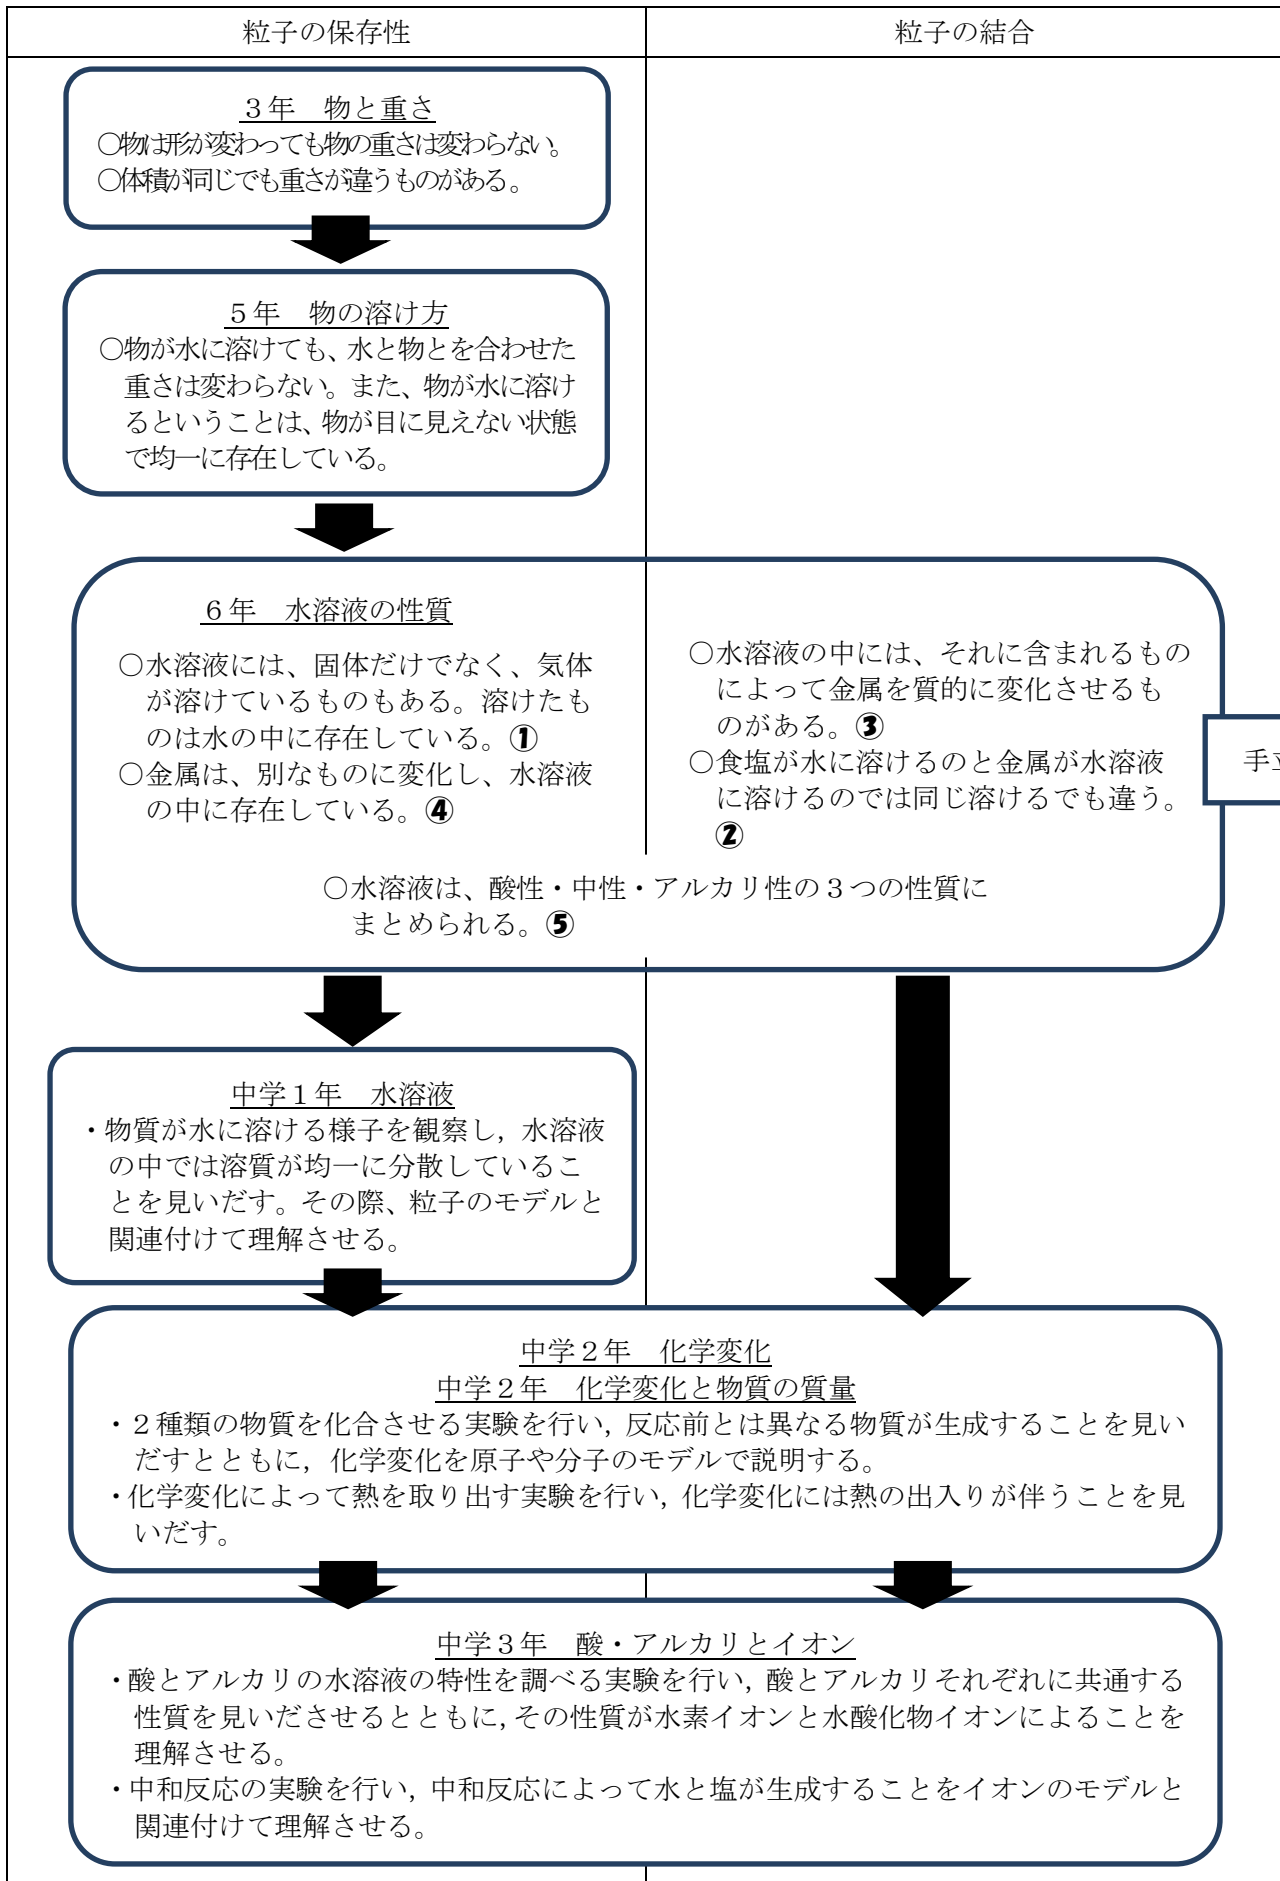 粒子の保存性
粒子の結合
３年　物と重さ
○物は形が変わっても物の重さは変わらない。
○体積が同じでも重さが違うものがある。
５年　物の溶け方
○物が水に溶けても、水と物とを合わせた
重さは変わらない。また、物が水に溶け
るということは、物が目に見えない状態
で均一に存在している。
６年　水溶液の性質
○水溶液には、固体だけでなく、気体
が溶けているものもある。溶けたも
のは水の中に存在している。①
○金属は、別なものに変化し、水溶液
の中に存在している。④
○水溶液の中には、それに含まれるもの
によって金属を質的に変化させるも
のがある。③
○食塩が水に溶けるのと金属が水溶液
に溶けるのでは同じ溶けるでも違う。
②
手立
○水溶液は、酸性・中性・アルカリ性の３つの性質に
まとめられる。⑤
中学１年　水溶液
・物質が水に溶ける様子を観察し，水溶液
の中では溶質が均一に分散しているこ
とを見いだす。その際、粒子のモデルと
関連付けて理解させる。
中学２年　化学変化
中学２年　化学変化と物質の質量
・２種類の物質を化合させる実験を行い，反応前とは異なる物質が生成することを見い
だすとともに，化学変化を原子や分子のモデルで説明する。
・化学変化によって熱を取り出す実験を行い，化学変化には熱の出入りが伴うことを見
いだす。
中学３年　酸・アルカリとイオン
・酸とアルカリの水溶液の特性を調べる実験を行い，酸とアルカリそれぞれに共通する
性質を見いださせるとともに，その性質が水素イオンと水酸化物イオンによることを
理解させる。
・中和反応の実験を行い，中和反応によって水と塩が生成することをイオンのモデルと
関連付けて理解させる。